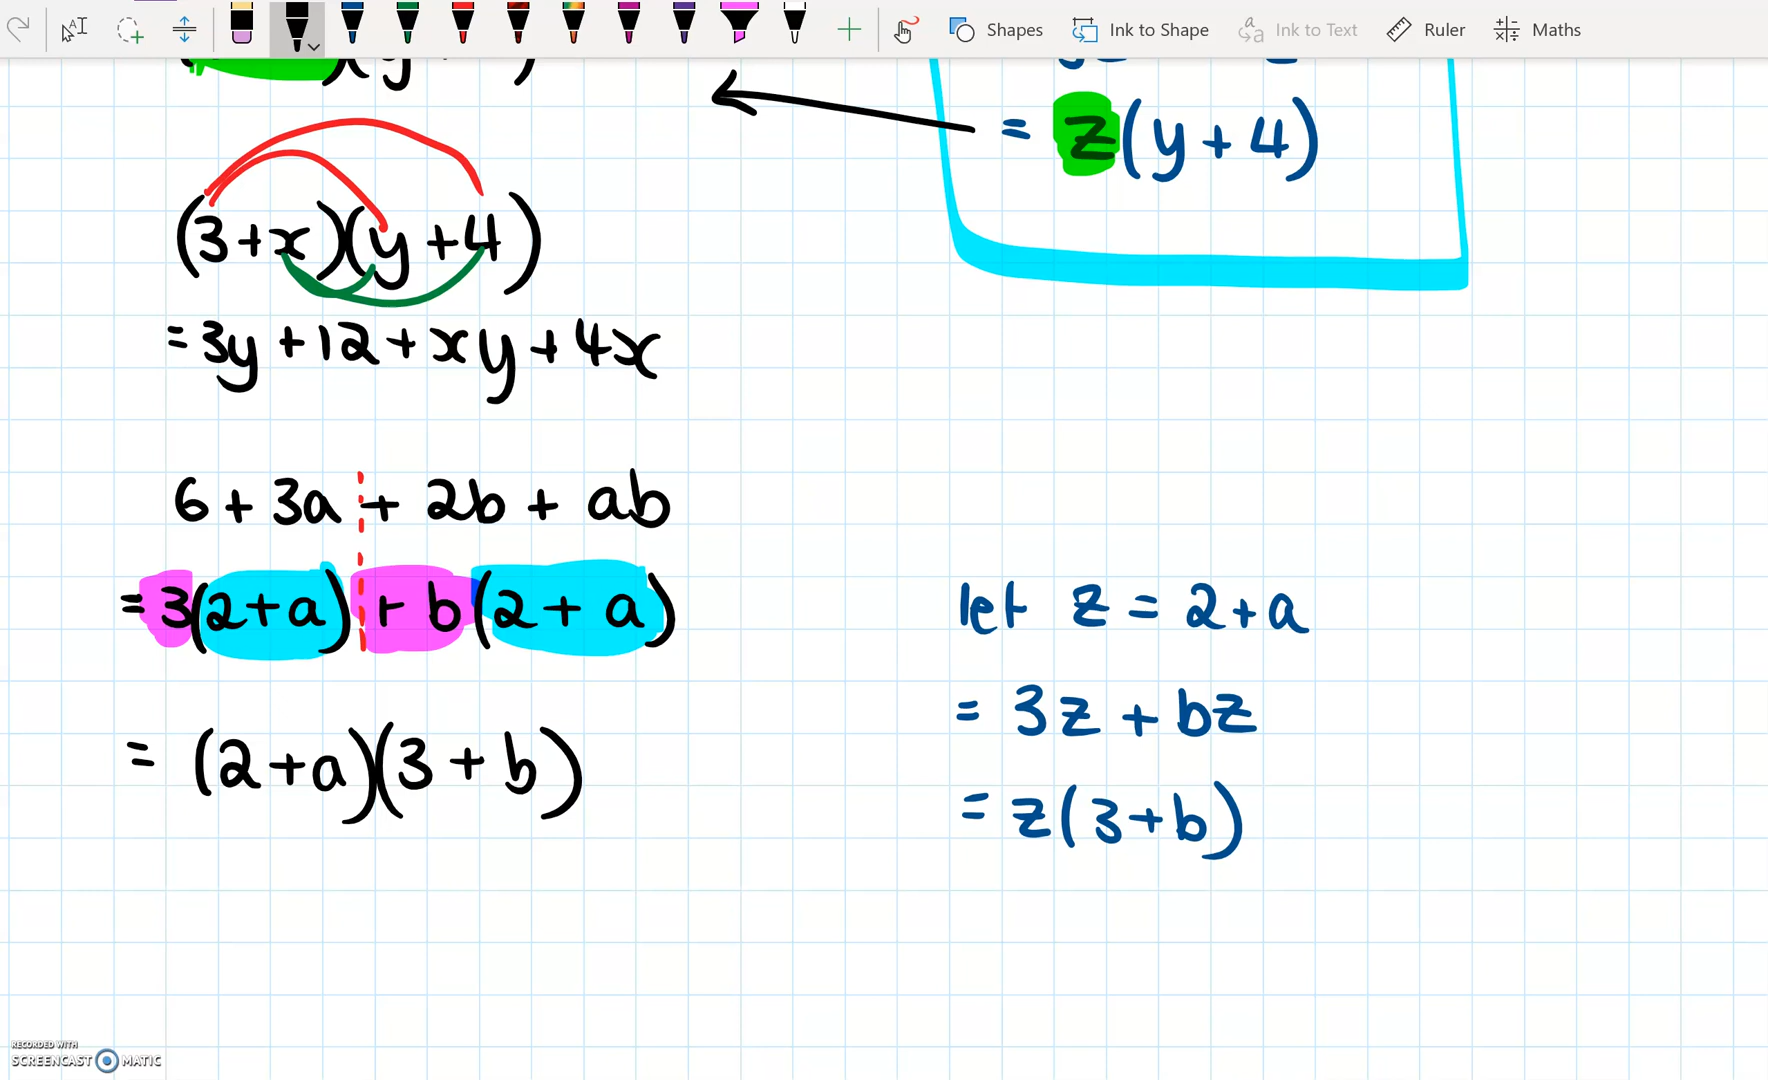 Shapes Ink to Shape Ink to Text Ruler Maths
= z(y + 4)
(3+x)(y+4)
=3y+12+xy+4x
6 + 3a + 2b + ab
=3(2+a) + b(2 + a)
let z = 2+a
= 3z + bz
= (2+a)(3+b)
= z(3+b)
RECORDED WITH
SCREENCAST MATIC